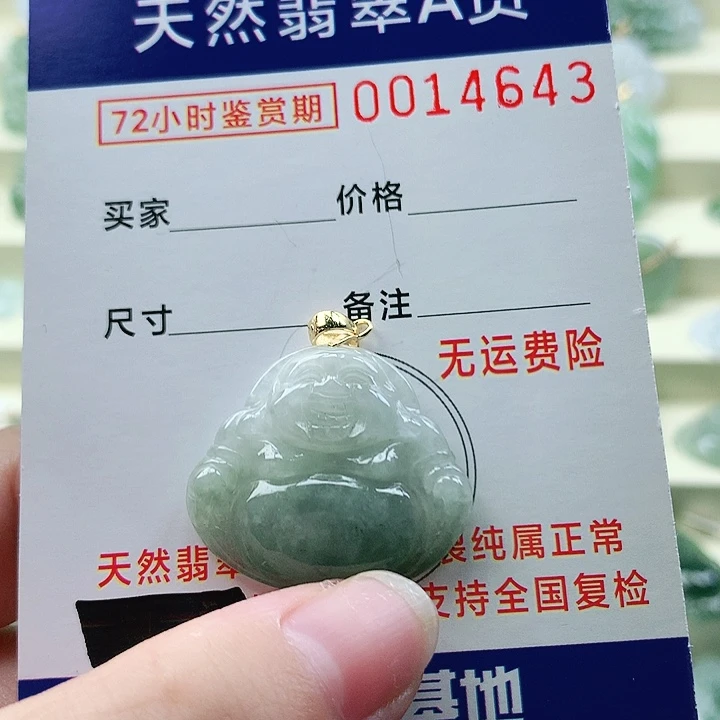 天然翡翠A货
72小时鉴赏期 0014643
买家 价格
尺寸 备注
无运费险
天然翡翠 纯属正常
支持全国复检
基地